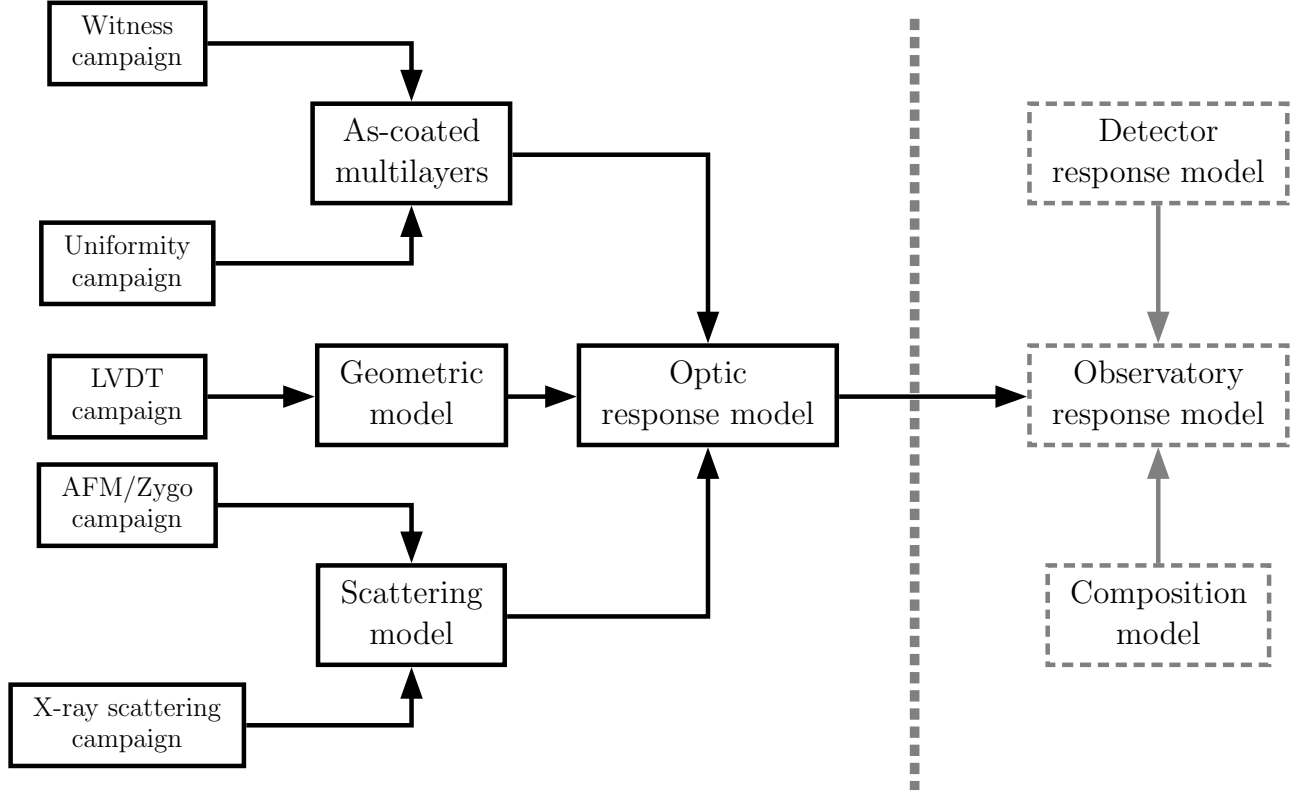 Witness
campaign
As-coated
multilayers
Uniformity
campaign
LVDT
campaign
Geometric
model
Optic
response model
AFM/Zygo
campaign
Scattering
model
X-ray scattering
campaign
Detector
response model
Observatory
response model
Composition
model